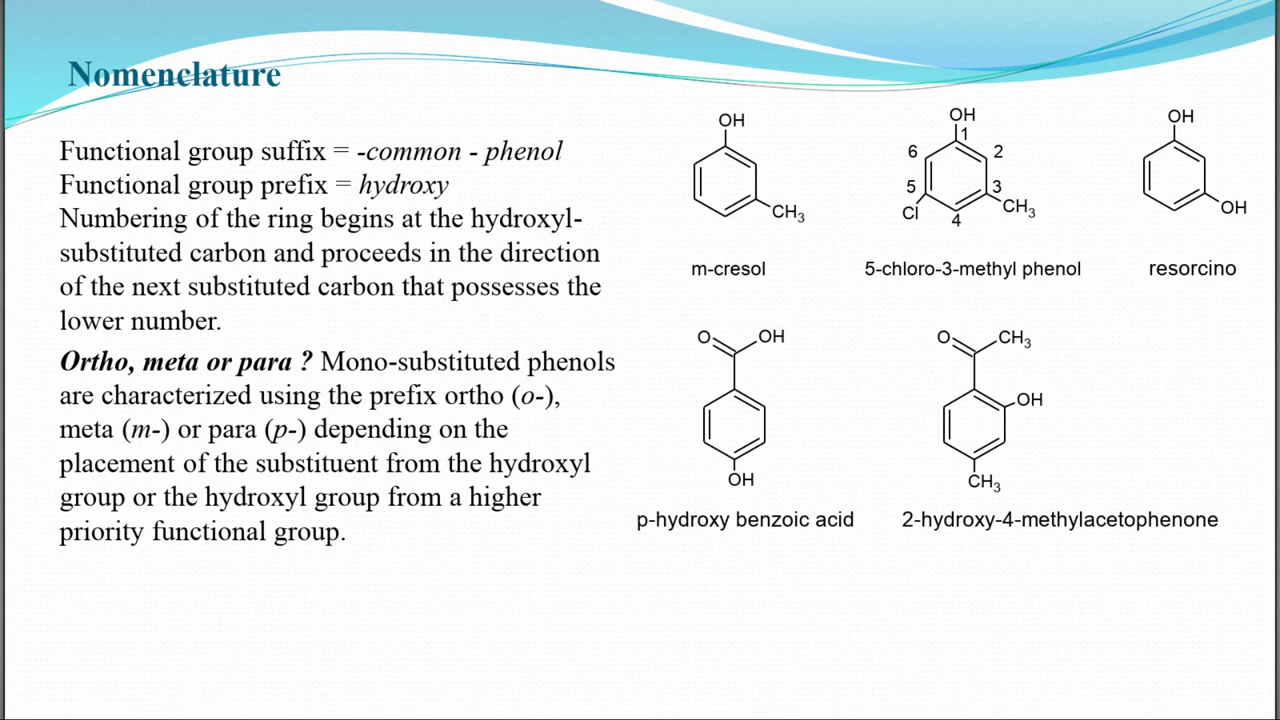 Nomenclature
Functional group suffix = -common - phenol
Functional group prefix = hydroxy
Numbering of the ring begins at the hydroxyl-
substituted carbon and proceeds in the direction
of the next substituted carbon that possesses the
lower number.
Ortho, meta or para ? Mono-substituted phenols
are characterized using the prefix ortho (o-),
meta (m-) or para (p-) depending on the
placement of the substituent from the hydroxyl
group or the hydroxyl group from a higher
priority functional group.
OH
CH3
m-cresol
OH
1
6
2
5
3
Cl
4
CH3
5-chloro-3-methyl phenol
OH
OH
resorcino
O
OH
OH
p-hydroxy benzoic acid
O
CH3
OH
CH3
2-hydroxy-4-methylacetophenone